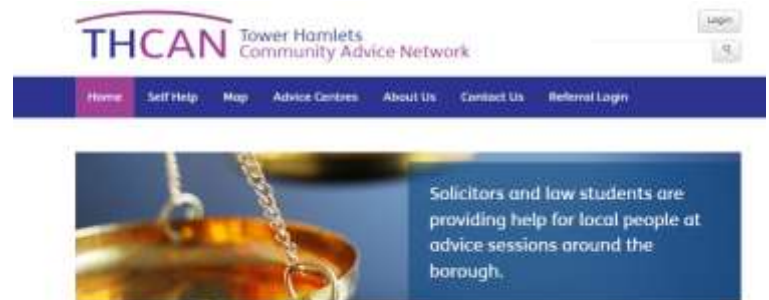 Login
THCAN Tower Hamlets
Community Advice Network
Home Self Help Map Advice Centres About Us Contact Us Referral Login
Solicitors and law students are
providing help for local people at
advice sessions around the
borough.